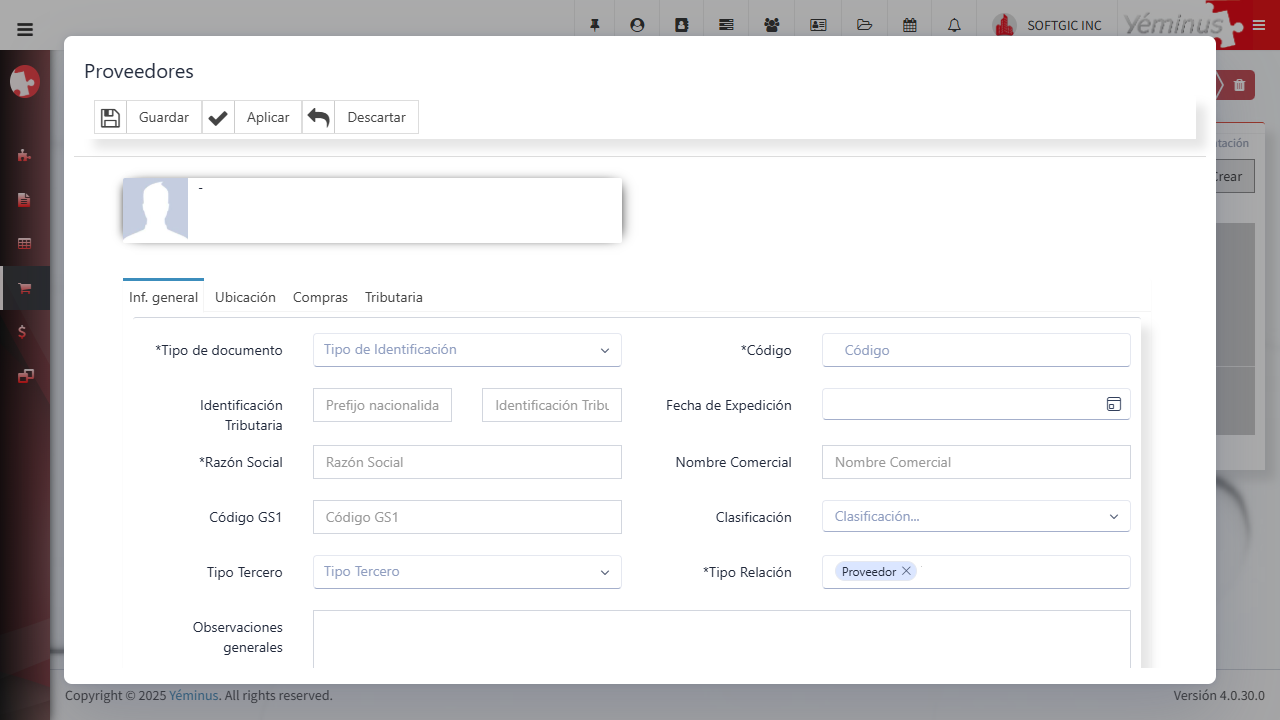 SOFTGIC INC
Yéminus
Proveedores
Guardar
Aplicar
Descartar
tación
Crear
-
Inf. general
Ubicación
Compras
Tributaria
*Tipo de documento
Tipo de Identificación
*Código
Código
Identificación
Tributaria
Prefijo nacionalida
Identificación Tribu
Fecha de Expedición
*Razón Social
Razón Social
Nombre Comercial
Nombre Comercial
Código GS1
Código GS1
Clasificación
Clasificación...
Tipo Tercero
Tipo Tercero
*Tipo Relación
Proveedor
Observaciones
generales
Copyright © 2025 Yéminus. All rights reserved.
Versión 4.0.30.0